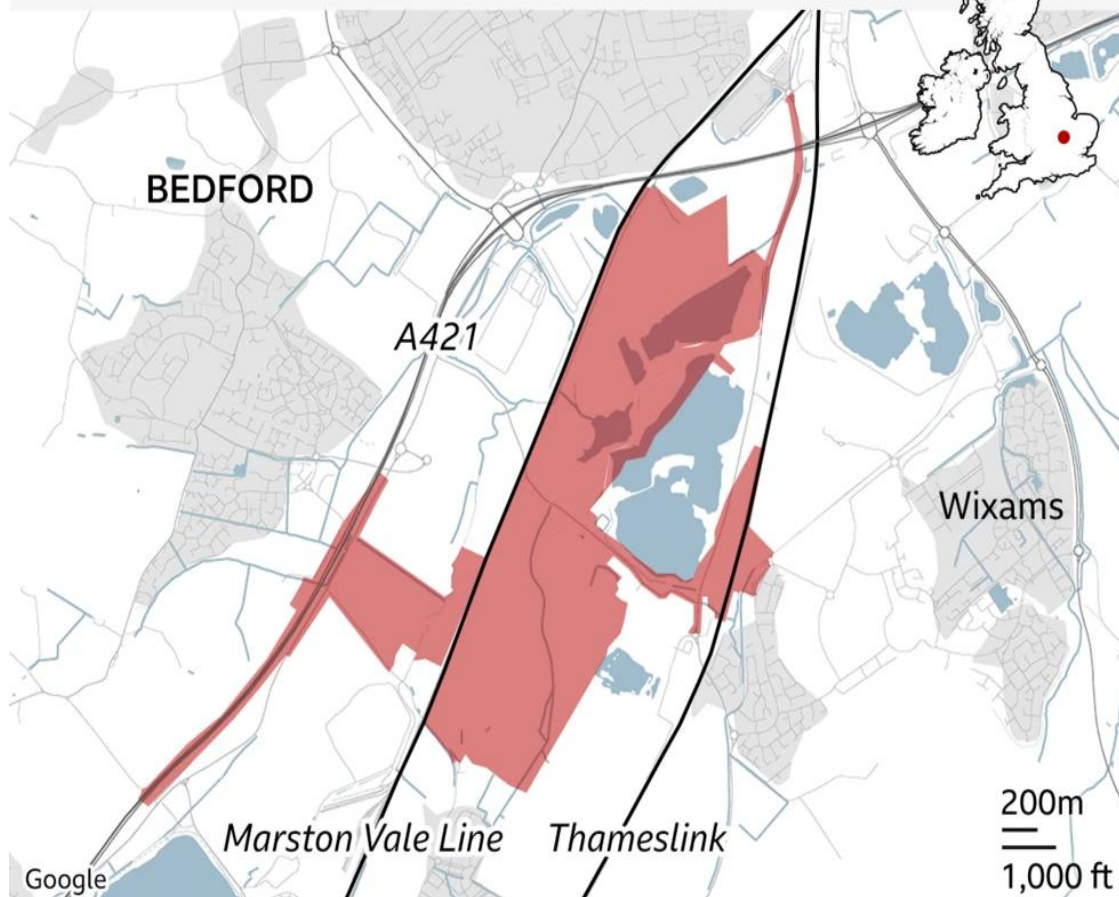 BEDFORD
A421
Wixams
Marston Vale Line
Thameslink
200m
1,000 ft
Google